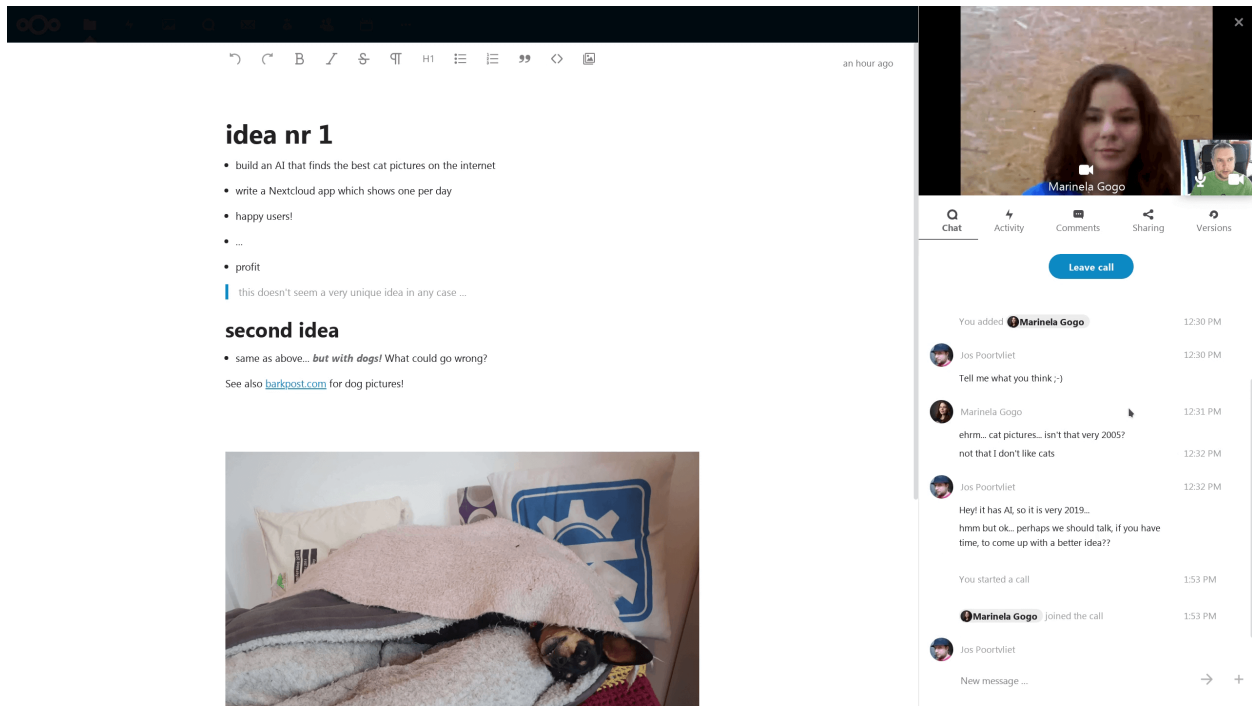 H1
an hour ago
idea nr 1
• build an AI that finds the best cat pictures on the internet
• write a Nextcloud app which shows one per day
• happy users!
• ...
• profit
this doesn't seem a very unique idea in any case ...
second idea
• same as above... but with dogs! What could go wrong?
See also barkpost.com for dog pictures!
Marinela Gogo
Chat Activity Comments Sharing Versions
Leave call
You added Marinela Gogo 12:30 PM
Jos Poortvliet 12:30 PM
Tell me what you think ;-)
Marinela Gogo 12:31 PM
ehrm... cat pictures... isn't that very 2005?
not that I don't like cats 12:32 PM
Jos Poortvliet 12:32 PM
Hey! it has AI, so it is very 2019...
hmm but ok... perhaps we should talk, if you have
time, to come up with a better idea??
You started a call 1:53 PM
Marinela Gogo joined the call 1:53 PM
Jos Poortvliet
New message ...